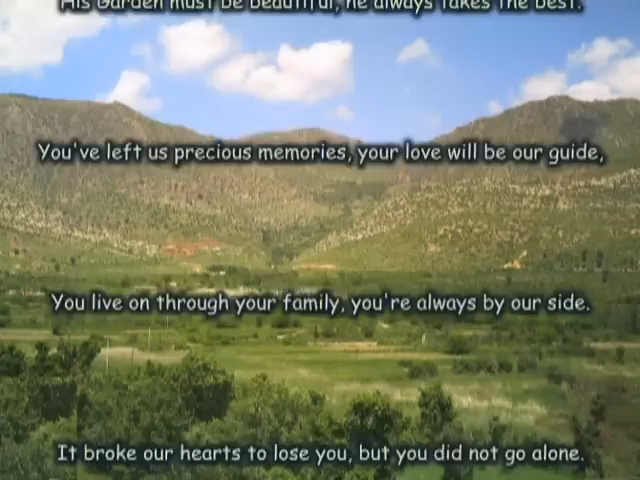 His Garden must be beautiful, he always takes the best.
You've left us precious memories, your love will be our guide,
You live on through your family, you're always by our side.
It broke our hearts to lose you, but you did not go alone.